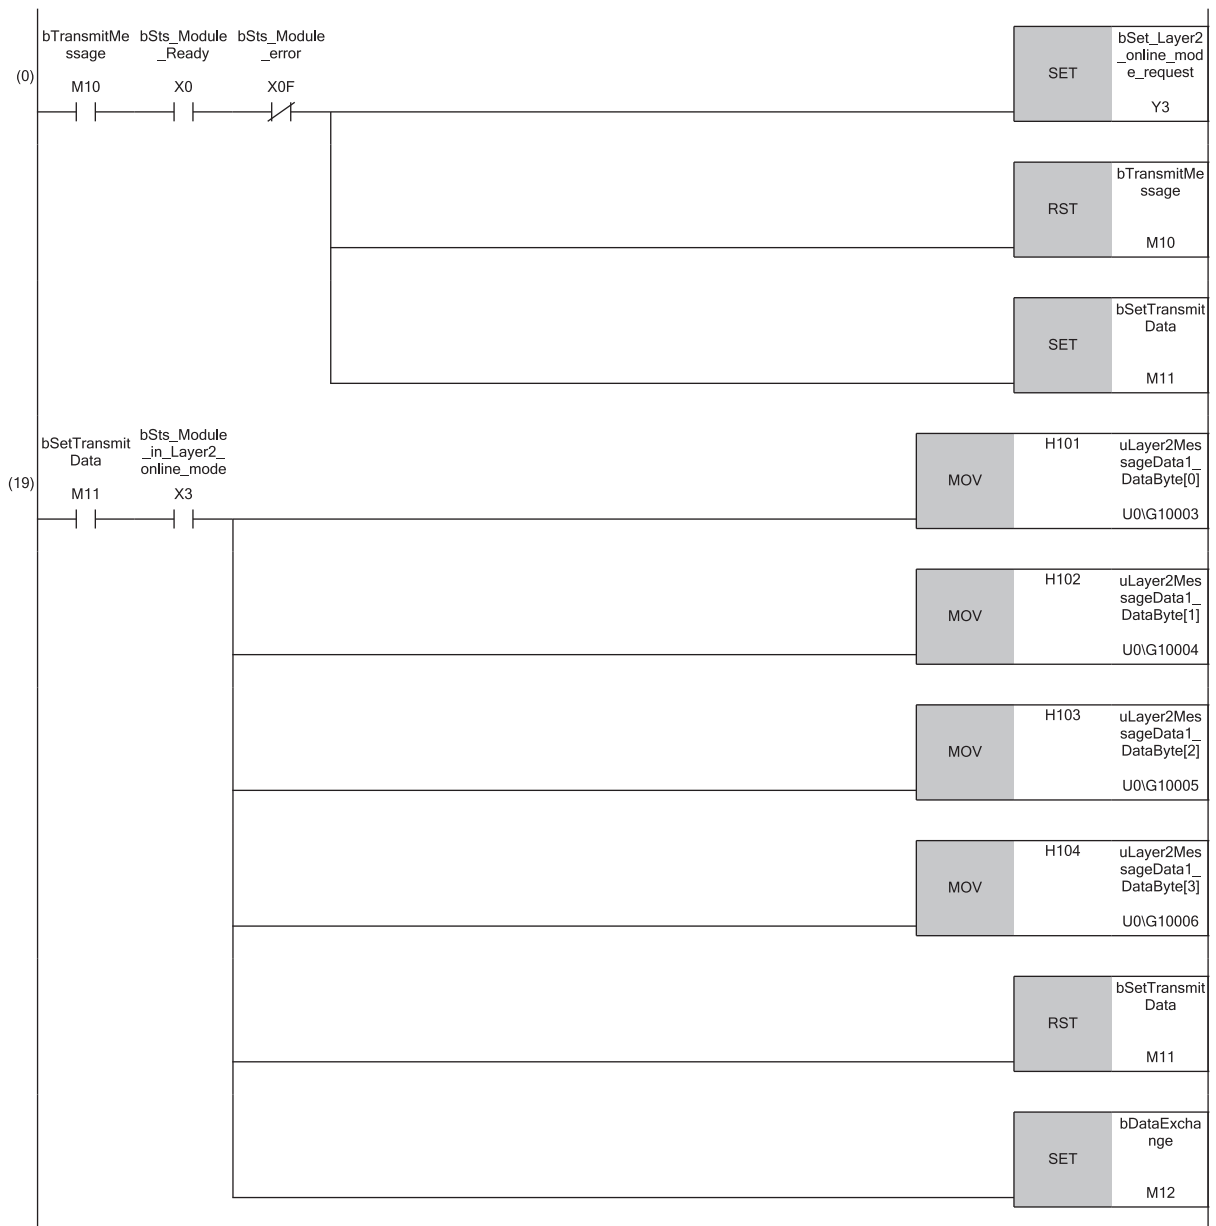 bTransmitMe
ssage
bSts_Module
_Ready
bSts_Module
_error
bSet_Layer2
_online_mod
e_request
(0)
M10
X0
X0F
SET
Y3
bTransmitMe
ssage
RST
M10
bSetTransmit
Data
SET
M11
bSetTransmit
Data
bSts_Module
_in_Layer2_
online_mode
(19)
M11
X3
MOV
H101
uLayer2Mes
sageData1_
DataByte[0]
U0\G10003
MOV
H102
uLayer2Mes
sageData1_
DataByte[1]
U0\G10004
MOV
H103
uLayer2Mes
sageData1_
DataByte[2]
U0\G10005
MOV
H104
uLayer2Mes
sageData1_
DataByte[3]
U0\G10006
bSetTransmit
Data
RST
M11
bDataExcha
nge
SET
M12